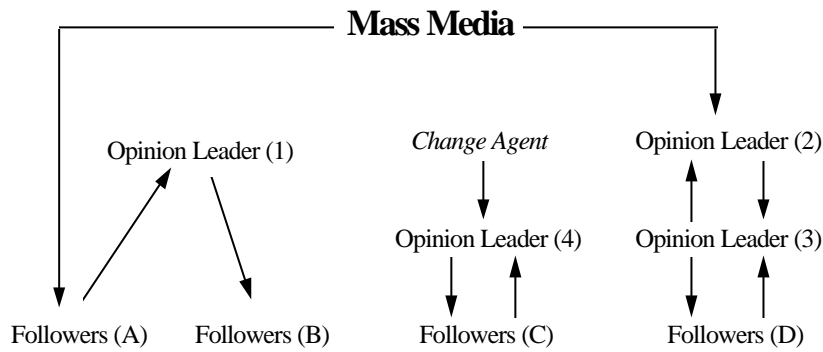 Mass Media
Opinion Leader (1)
Change Agent
Opinion Leader (2)
Opinion Leader (4)
Opinion Leader (3)
Followers (A)
Followers (B)
Followers (C)
Followers (D)